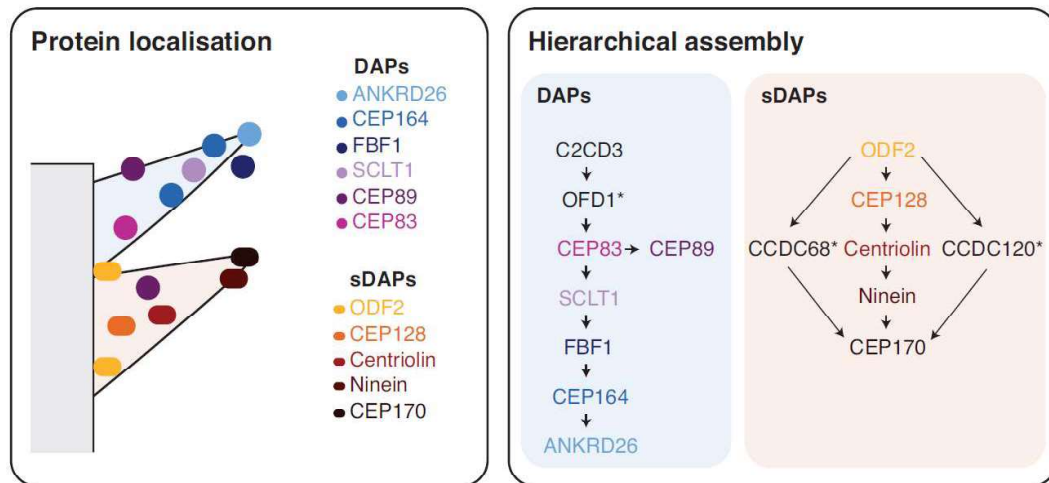 Protein localisation
DAPs
ANKRD26
CEP164
FBF1
SCLT1
CEP89
CEP83
sDAPs
ODF2
CEP128
Centriolin
Ninein
CEP170
Hierarchical assembly
DAPs
C2CD3
OFD1*
CEP83 CEP89
SCLT1
FBF1
CEP164
ANKRD26
sDAPs
ODF2
CEP128
CCDC68* Centriolin CCDC120*
Ninein
CEP170